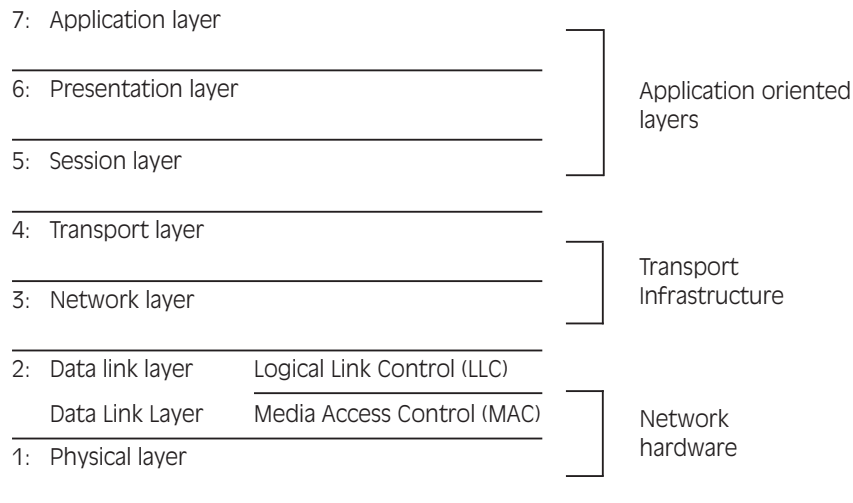 7: Application layer
6: Presentation layer
Application oriented
layers
5: Session layer
4: Transport layer
Transport
Infrastructure
3: Network layer
2: Data link layer Logical Link Control (LLC)
Data Link Layer Media Access Control (MAC)
Network
hardware
1: Physical layer